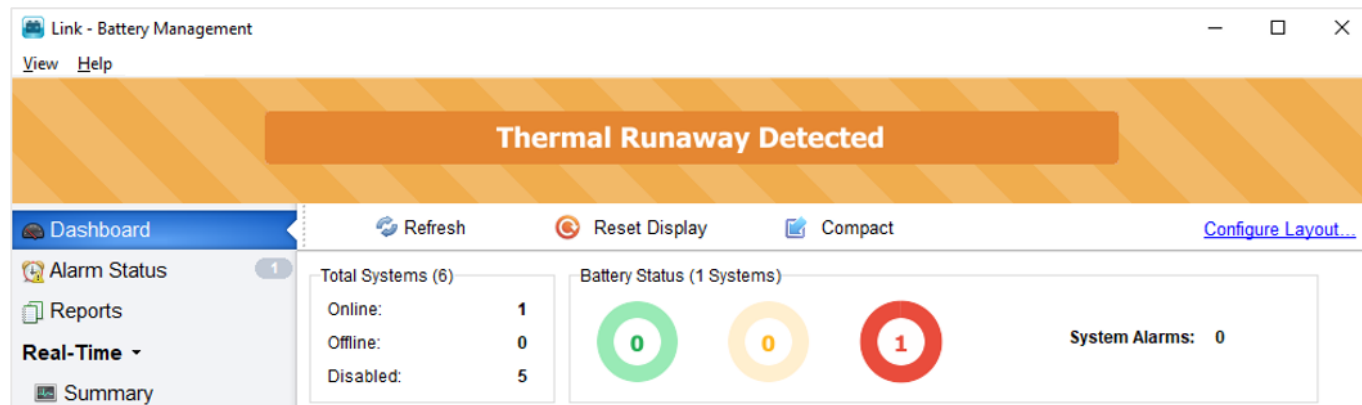 Link - Battery Management
View Help
Thermal Runaway Detected
Dashboard
Refresh Reset Display Compact Configure Layout...
Alarm Status 1
Reports
Real-Time
Summary
Total Systems (6)
Online: 1
Offline: 0
Disabled: 5
Battery Status (1 Systems)
0 0 1 System Alarms: 0